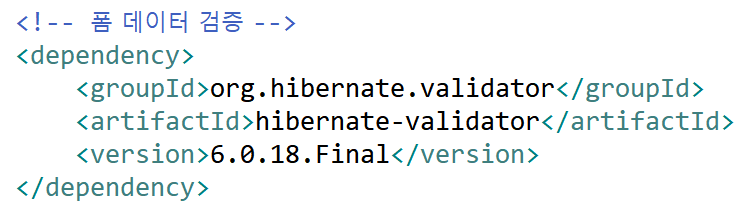 <!-- 폼 데이터 검증 -->
<dependency>
    <groupId>org.hibernate.validator</groupId>
    <artifactId>hibernate-validator</artifactId>
    <version>6.0.18.Final</version>
</dependency>